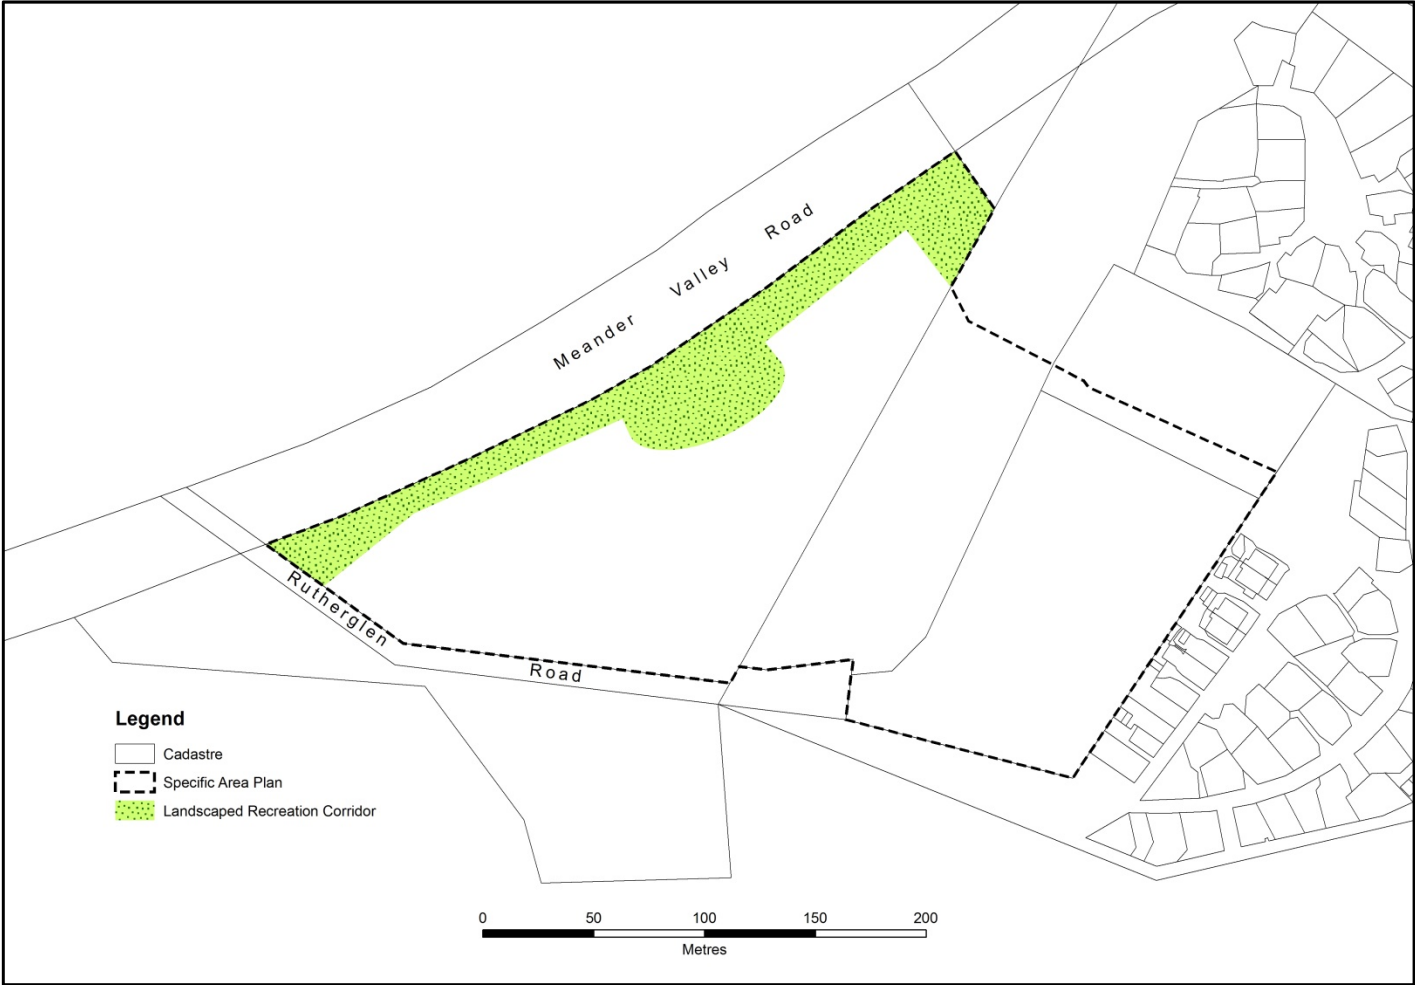 Meander Valley Road
Rutherglen
Road
Legend
Cadastre
Specific Area Plan
Landscaped Recreation Corridor
0 50 100 150 200
Metres